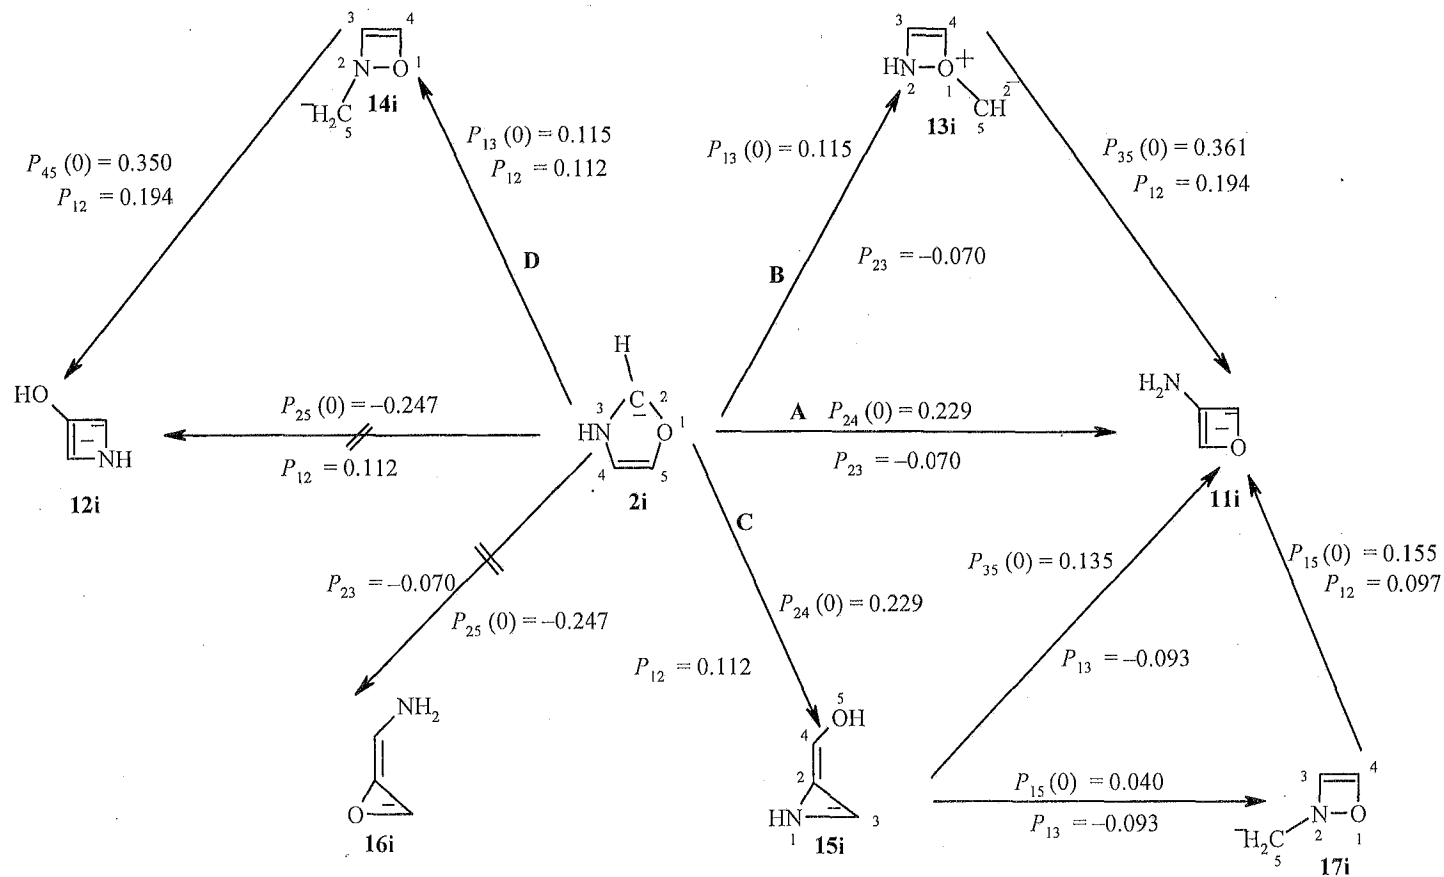 3 4
2 N O 1
⁻H₂C
5
14i
P₄₅ (0) = 0.350
P₁₂ = 0.194
P₁₃ (0) = 0.115
P₁₂ = 0.112
D
3 4
HN O +
2 1
CH₂⁻
5
13i
P₁₃ (0) = 0.115
P₂₃ = −0.070
B
P₃₅ (0) = 0.361
P₁₂ = 0.194
HO
NH
12i
P₂₅ (0) = −0.247
P₁₂ = 0.112
H
3 C 2
−
HN O 1
4 5
2i
A P₂₄ (0) = 0.229
P₂₃ = −0.070
H₂N
−
O
11i
C
P₂₃ = −0.070
P₂₅ (0) = −0.247
P₂₄ (0) = 0.229
P₁₂ = 0.112
P₃₅ (0) = 0.135
P₁₃ = −0.093
P₁₅ (0) = 0.155
P₁₂ = 0.097
NH₂
O −
16i
5
OH
4
2
HN − 3
1
15i
P₁₅ (0) = 0.040
P₁₃ = −0.093
3 4
N O
2 1
⁻H₂C
5
17i